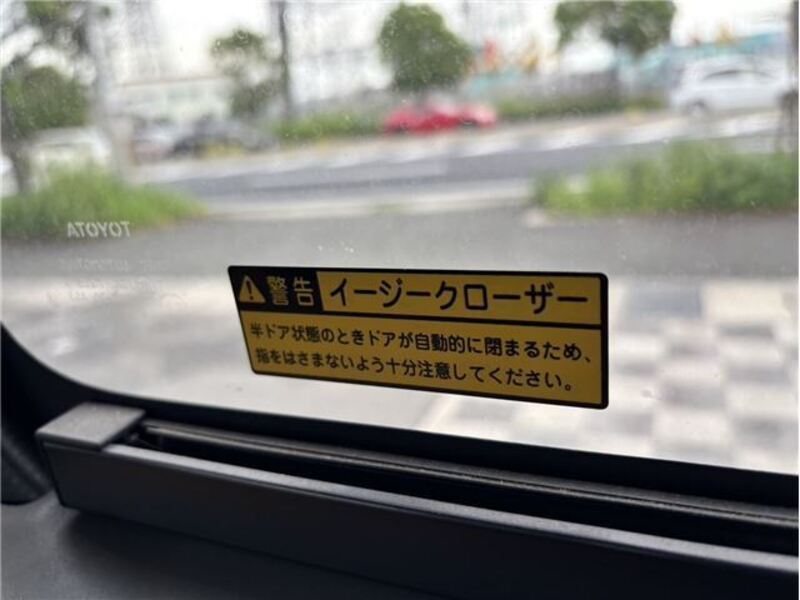 TOYOTA
警告 イージークローザー
半ドア状態のときドアが自動的に閉まるため、
指をはさまないよう十分注意してください。